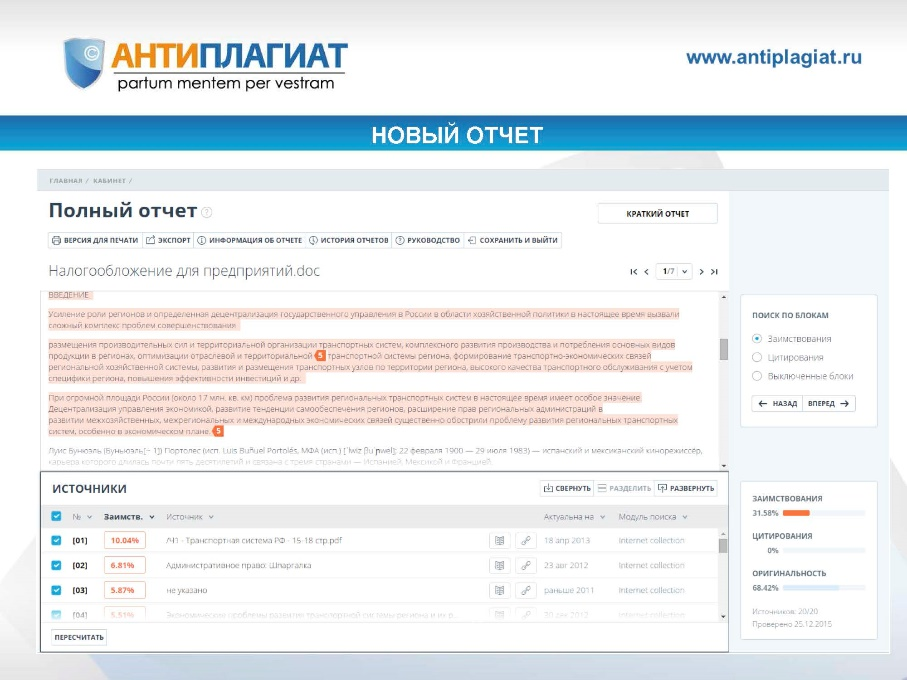 ©
АНТИПЛАГИАТ
partum mentem per vestram
www.antiplagiat.ru
НОВЫЙ ОТЧЕТ
ГЛАВНАЯ / КАБИНЕТ /
Полный отчет ?
КРАТКИЙ ОТЧЕТ
ВЕРСИЯ ДЛЯ ПЕЧАТИ ЭКСПОРТ ИНФОРМАЦИЯ ОБ ОТЧЕТЕ ИСТОРИЯ ОТЧЕТОВ РУКОВОДСТВО СОХРАНИТЬ И ВЫЙТИ
Налогообложение для предприятий.doc
1/7
ВВЕДЕНИЕ.
Усиление роли регионов и определенная децентрализация государственного управления в России в области хозяйственной политики в настоящее время вызвали
сложный комплекс проблем совершенствования
размещения производительных сил и территориальной организации транспортных систем, комплексного развития производства и потребления основных видов
продукции в регионах, оптимизации отраслевой и территориальной 5 транспортной системы региона, формирование транспортно-экономических связей
региональной хозяйственной системы, развития и размещения транспортных узлов по территории региона, высокого качества транспортного обслуживания с учетом
специфики региона, повышения эффективности инвестиций и др.
При огромной площади России (около 17 млн. кв. км) проблема развития региональных транспортных систем в настоящее время имеет особое значение.
Децентрализация управления экономикой, развитие тенденции самообеспечения регионов, расширение прав региональных администраций в
развитии межхозяйственных, межрегиональных и международных экономических связей существенно обострили проблему развития региональных транспортных
систем, особенно в экономическом плане. 5
Луис Бунюэль (Буньюэль[~ 1]) Портолес (исп. Luis Buñuel Portolés, МФА (исп.) [ˈlwiz βuˈɲwel]; 22 февраля 1900 — 29 июля 1983) — испанский и мексиканский кинорежиссёр,
карьера которого длилась почти пять десятилетий и связана с тремя странами — Испанией, Мексикой и Францией.
ПОИСК ПО БЛОКАМ
Заимствования
Цитирования
Выключенные блоки
НАЗАД ВПЕРЕД
ИСТОЧНИКИ
СВЕРНУТЬ РАЗДЕЛИТЬ РАЗВЕРНУТЬ
№ Заимств. Источник Актуальна на Модуль поиска
[01] 10.04% ЛЧ1 - Транспортная система РФ - 15-18 стр.pdf 18 апр 2013 Internet collection
[02] 6.81% Административное право: Шпаргалка 23 авг 2012 Internet collection
[03] 5.87% не указано раньше 2011 Internet collection
[04] 5.51% Экономические проблемы развития транспортной системы региона и их р... 2012 Internet collection
ПЕРЕСЧИТАТЬ
ЗАИМСТВОВАНИЯ
31.58%
ЦИТИРОВАНИЯ
0%
ОРИГИНАЛЬНОСТЬ
68.42%
Источников: 20/20
Проверено 25.12.2015